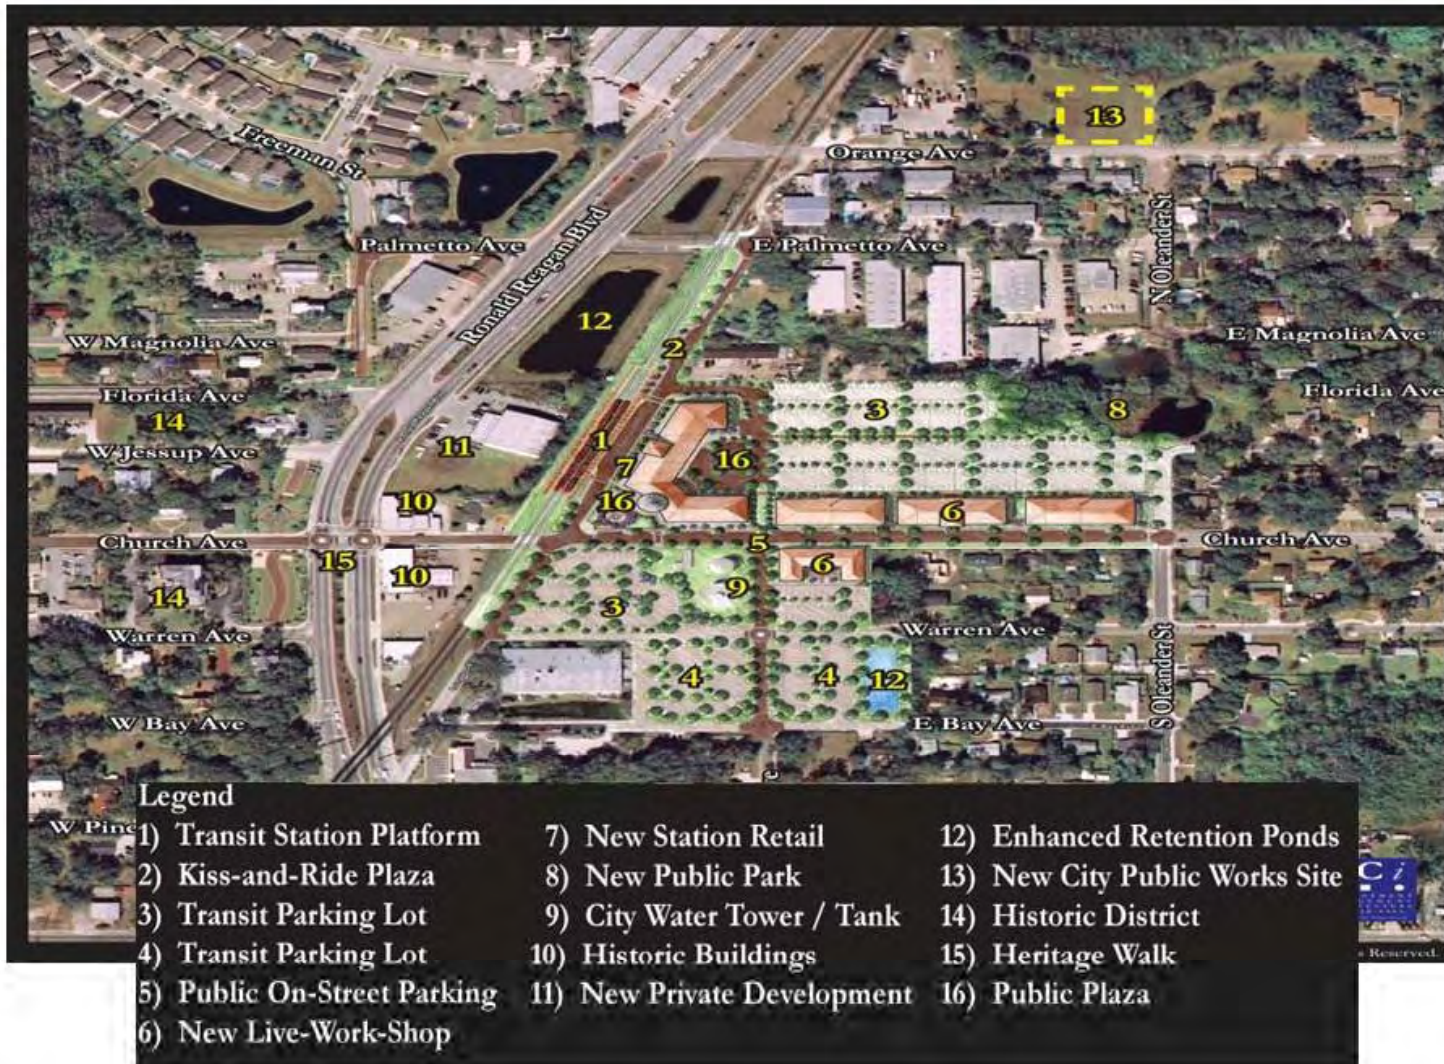 13
Freeman St
Orange Ave
N Oleander St
Palmetto Ave
E Palmetto Ave
Ronald Reagan Blvd
12
W Magnolia Ave
2
E Magnolia Ave
Florida Ave
3
8
Florida Ave
14
1
11
W Jessup Ave
7
16
10
16
6
Church Ave
15
5
Church Ave
10
6
9
14
3
Warren Ave
Warren Ave
4
4
12
S Oleander St
W Bay Ave
E Bay Ave
e
W Pine
Legend
1) Transit Station Platform
2) Kiss-and-Ride Plaza
3) Transit Parking Lot
4) Transit Parking Lot
5) Public On-Street Parking
6) New Live-Work-Shop
7) New Station Retail
8) New Public Park
9) City Water Tower / Tank
10) Historic Buildings
11) New Private Development
12) Enhanced Retention Ponds
13) New City Public Works Site
14) Historic District
15) Heritage Walk
16) Public Plaza
C i
s Reserved.